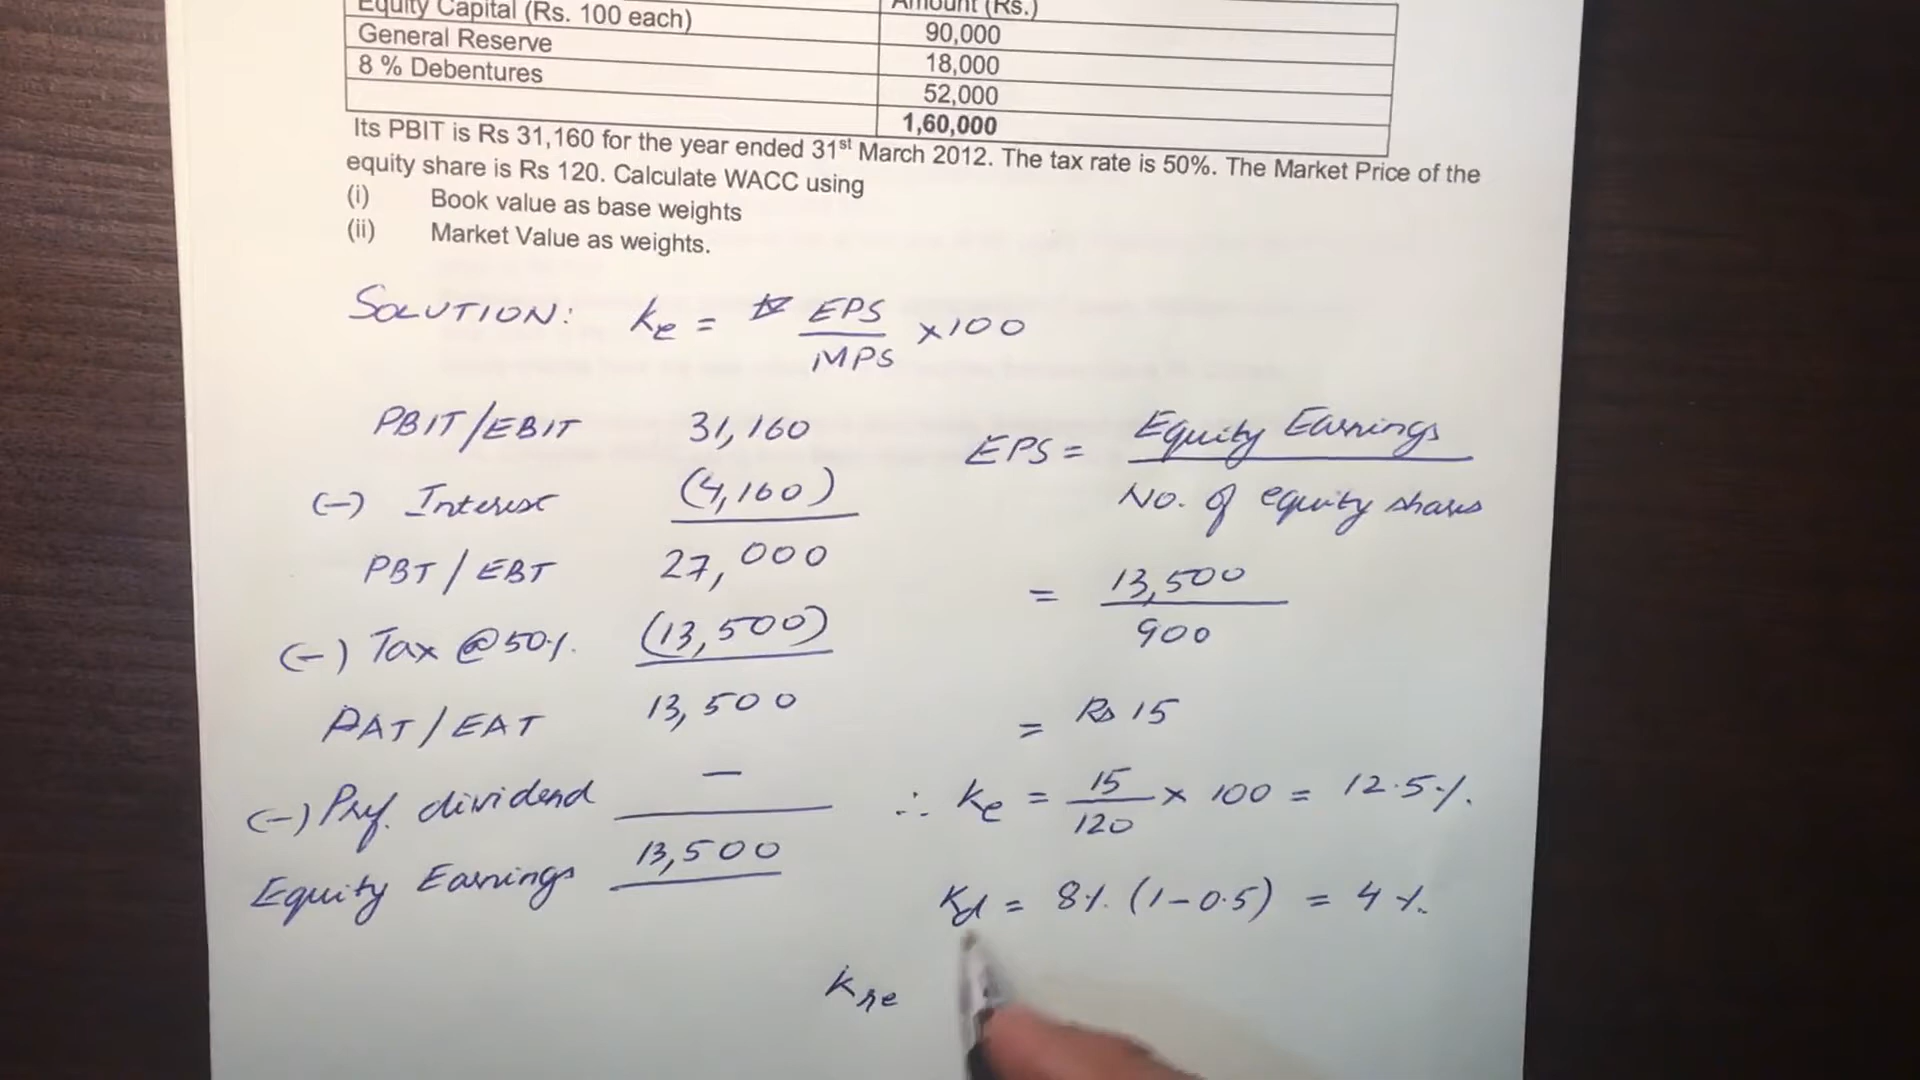 Equity Capital (Rs. 100 each) Amount (Rs.)
General Reserve 90,000
8 % Debentures 18,000
52,000
1,60,000
Its PBIT is Rs 31,160 for the year ended 31st March 2012. The tax rate is 50%. The Market Price of the
equity share is Rs 120. Calculate WACC using
(i) Book value as base weights
(ii) Market Value as weights.
SOLUTION: Ke = EPS / MPS × 100
PBIT/EBIT 31,160
(-) Interest (4,160)
PBT / EBT 27,000
(-) Tax @ 50%. (13,500)
PAT / EAT 13,500
(-) Pref. dividend —
Equity Earnings 13,500
EPS = Equity Earnings / No. of equity shares
= 13,500 / 900
= Rs 15
∴ Ke = 15 / 120 × 100 = 12.5%.
Kd = 8%. (1-0.5) = 4%.
Kre